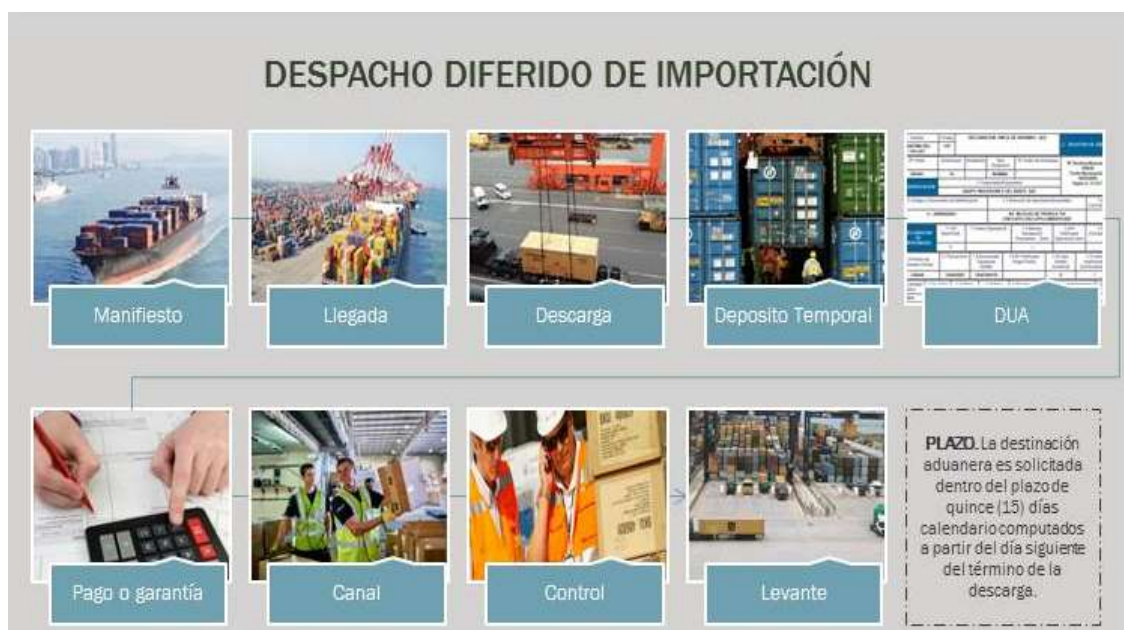 DESPACHO DIFERIDO DE IMPORTACIÓN
Manifiesto
Llegada
Descarga
Deposito Temporal
DUA
Pago o garantía
Canal
Control
Levante
PLAZO. La destinación
aduanera es solicitada
dentro del plazo de
quince (15) días
calendario computados
a partir del día siguiente
del término de la
descarga.